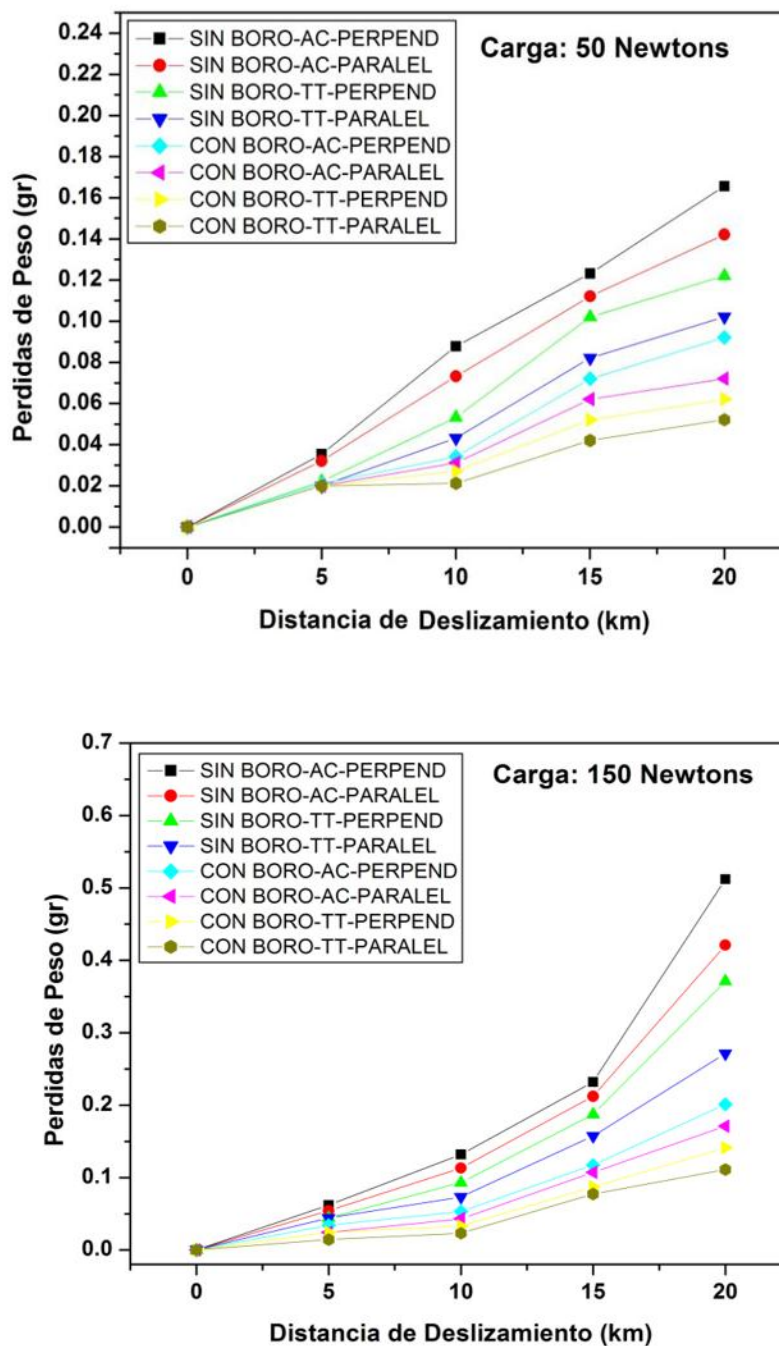 0.24
0.22
0.20
0.18
0.16
0.14
0.12
0.10
0.08
0.06
0.04
0.02
0.00
Perdidas de Peso (gr)
SIN BORO-AC-PERPEND
SIN BORO-AC-PARALEL
SIN BORO-TT-PERPEND
SIN BORO-TT-PARALEL
CON BORO-AC-PERPEND
CON BORO-AC-PARALEL
CON BORO-TT-PERPEND
CON BORO-TT-PARALEL
Carga: 50 Newtons
0 5 10 15 20
Distancia de Deslizamiento (km)
0.7
0.6
0.5
0.4
0.3
0.2
0.1
0.0
Perdidas de Peso (gr)
SIN BORO-AC-PERPEND
SIN BORO-AC-PARALEL
SIN BORO-TT-PERPEND
SIN BORO-TT-PARALEL
CON BORO-AC-PERPEND
CON BORO-AC-PARALEL
CON BORO-TT-PERPEND
CON BORO-TT-PARALEL
Carga: 150 Newtons
0 5 10 15 20
Distancia de Deslizamiento (km)